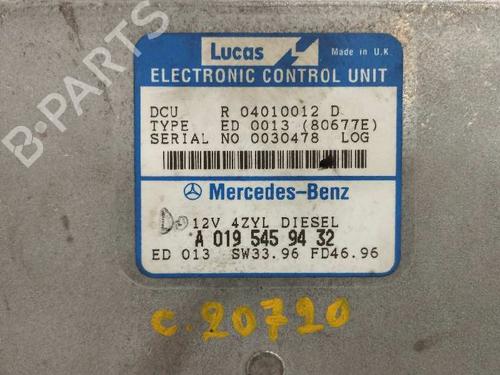 Lucas
Made in U.K
ELECTRONIC CONTROL UNIT
DCU R 04010012 D
TYPE ED 0013 (80677E)
SERIAL NO 0030478 LOG
Mercedes-Benz
12V 4ZYL DIESEL
A 019 545 94 32
ED 013 SW33.96 FD46.96
C.20720
B-PARTS